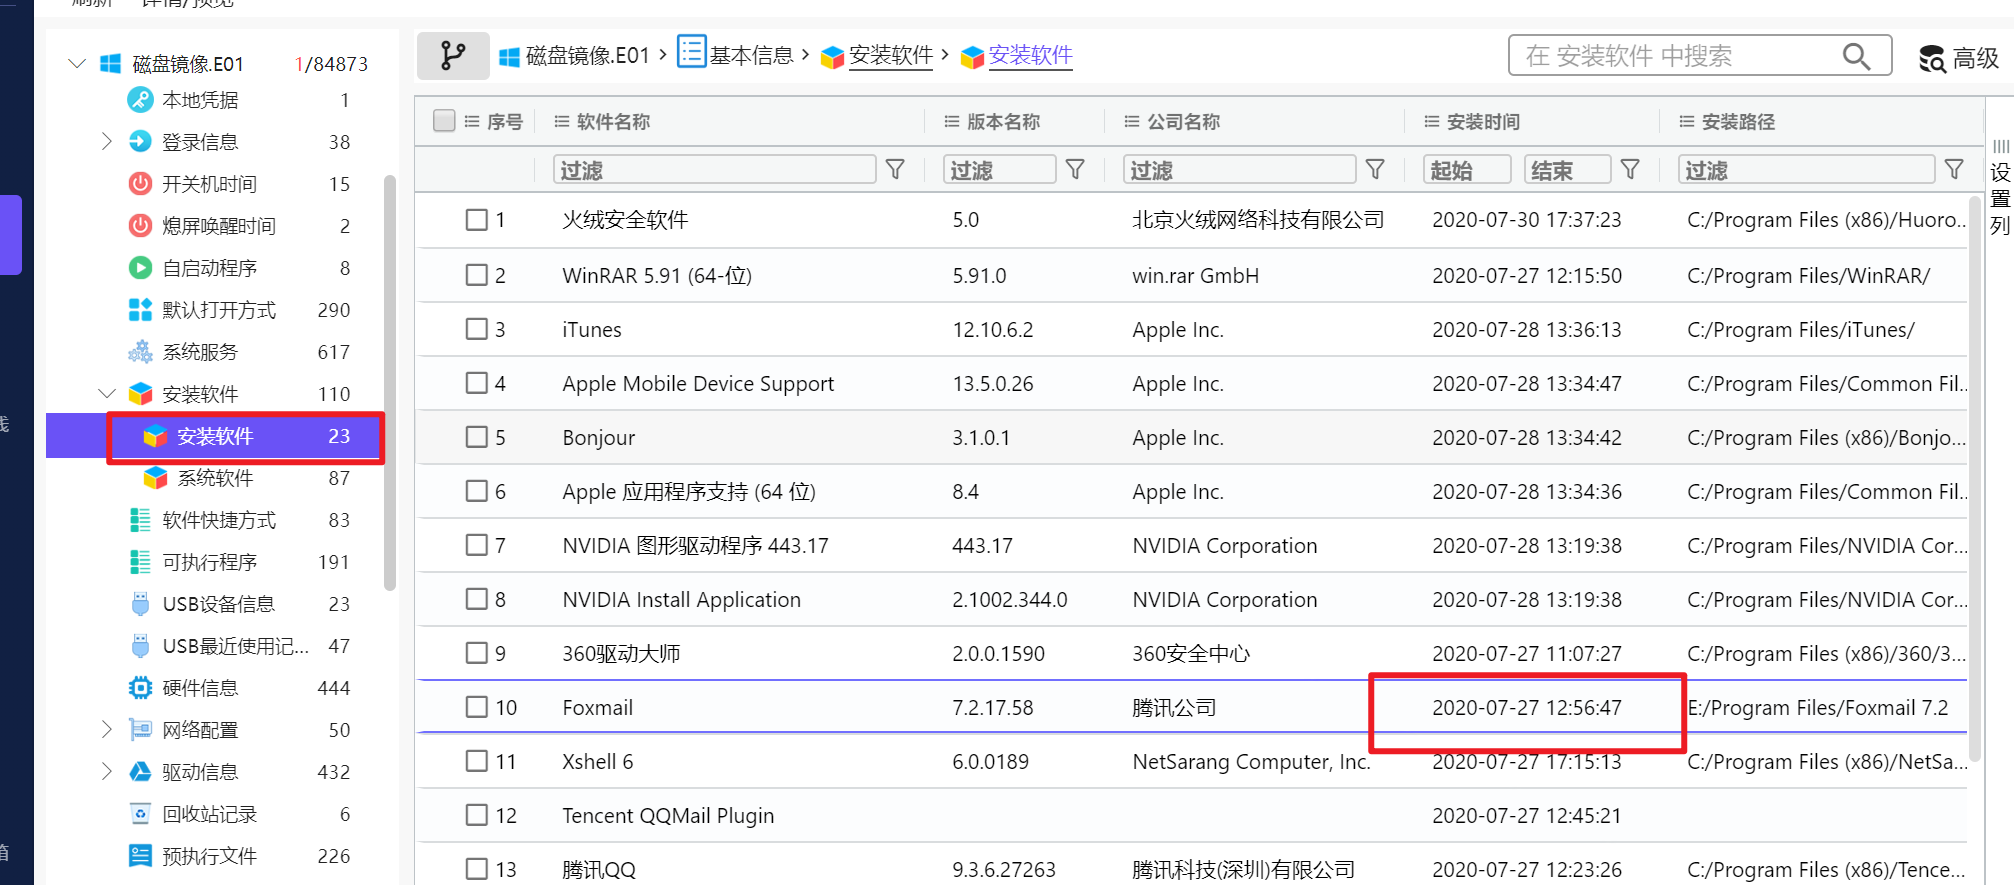 刷新 详情/预览
磁盘镜像.E01 1/84873
本地凭据 1
登录信息 38
开关机时间 15
熄屏唤醒时间 2
自启动程序 8
默认打开方式 290
系统服务 617
安装软件 110
安装软件 23
系统软件 87
软件快捷方式 83
可执行程序 191
USB设备信息 23
USB最近使用记... 47
硬件信息 444
网络配置 50
驱动信息 432
回收站记录 6
预执行文件 226
磁盘镜像.E01 > 基本信息 > 安装软件 > 安装软件
在 安装软件 中搜索
高级
序号 软件名称 版本名称 公司名称 安装时间 安装路径
过滤 过滤 过滤 起始 结束 过滤
1 火绒安全软件 5.0 北京火绒网络科技有限公司 2020-07-30 17:37:23 C:/Program Files (x86)/Huoro...
2 WinRAR 5.91 (64-位) 5.91.0 win.rar GmbH 2020-07-27 12:15:50 C:/Program Files/WinRAR/
3 iTunes 12.10.6.2 Apple Inc. 2020-07-28 13:36:13 C:/Program Files/iTunes/
4 Apple Mobile Device Support 13.5.0.26 Apple Inc. 2020-07-28 13:34:47 C:/Program Files/Common Fil...
5 Bonjour 3.1.0.1 Apple Inc. 2020-07-28 13:34:42 C:/Program Files (x86)/Bonjo...
6 Apple 应用程序支持 (64 位) 8.4 Apple Inc. 2020-07-28 13:34:36 C:/Program Files/Common Fil...
7 NVIDIA 图形驱动程序 443.17 443.17 NVIDIA Corporation 2020-07-28 13:19:38 C:/Program Files/NVIDIA Cor...
8 NVIDIA Install Application 2.1002.344.0 NVIDIA Corporation 2020-07-28 13:19:38 C:/Program Files/NVIDIA Cor...
9 360驱动大师 2.0.0.1590 360安全中心 2020-07-27 11:07:27 C:/Program Files (x86)/360/3...
10 Foxmail 7.2.17.58 腾讯公司 2020-07-27 12:56:47 E:/Program Files/Foxmail 7.2
11 Xshell 6 6.0.0189 NetSarang Computer, Inc. 2020-07-27 17:15:13 C:/Program Files (x86)/NetSa...
12 Tencent QQMail Plugin 2020-07-27 12:45:21
13 腾讯QQ 9.3.6.27263 腾讯科技(深圳)有限公司 2020-07-27 12:23:26 C:/Program Files (x86)/Tence...
设置列